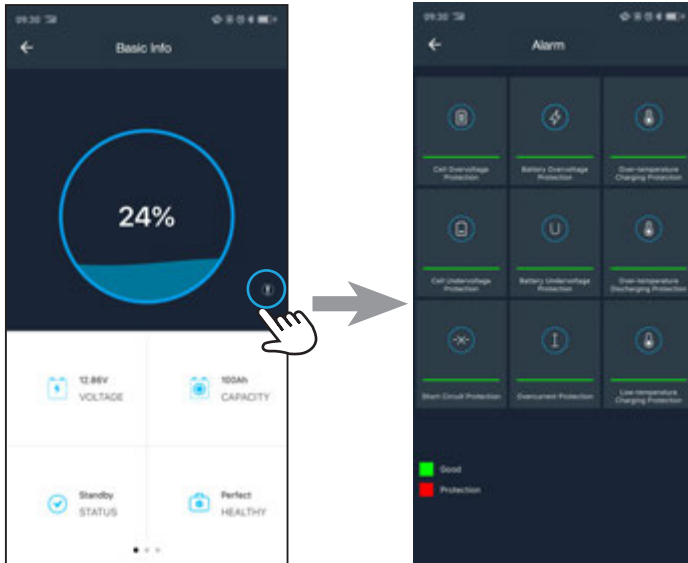 09:30
Basic Info
24%
12.86V
VOLTAGE
100Ah
CAPACITY
Standby
STATUS
Perfect
HEALTHY
09:30
Alarm
Cell Overvoltage
Protection
Battery Overvoltage
Protection
Over-temperature
Charging Protection
Cell Undervoltage
Protection
Battery Undervoltage
Protection
Over-temperature
Discharging Protection
Short Circuit Protection
Overcurrent Protection
Low-temperature
Charging Protection
Good
Protection